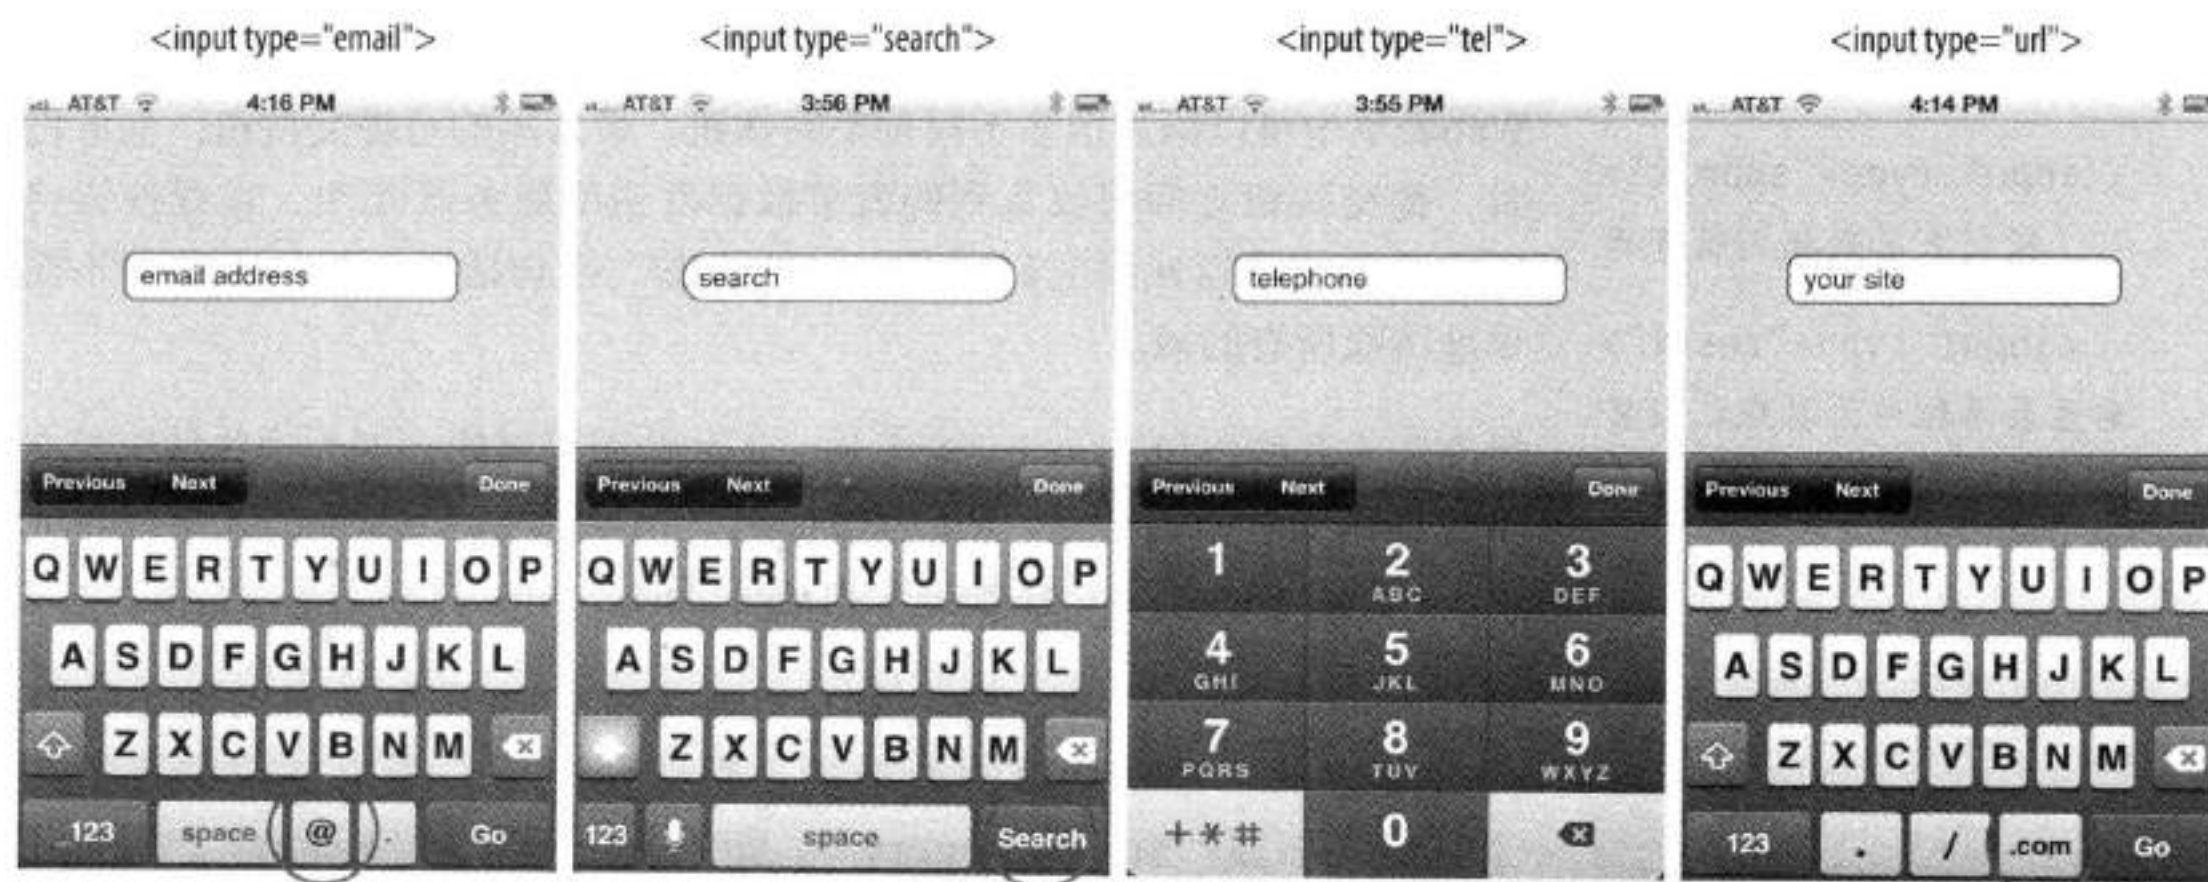 <input type="email">
AT&T 4:16 PM
email address
Previous Next Done
Q W E R T Y U I O P
A S D F G H J K L
Z X C V B N M
123 space @ . Go
<input type="search">
AT&T 3:56 PM
search
Previous Next Done
Q W E R T Y U I O P
A S D F G H J K L
Z X C V B N M
123 space Search
<input type="tel">
AT&T 3:55 PM
telephone
Previous Next Done
1 2 3
ABC DEF
4 5 6
GHI JKL MNO
7 8 9
PQRS TUV WXYZ
+*# 0
<input type="url">
AT&T 4:14 PM
your site
Previous Next Done
Q W E R T Y U I O P
A S D F G H J K L
Z X C V B N M
123 . / .com Go